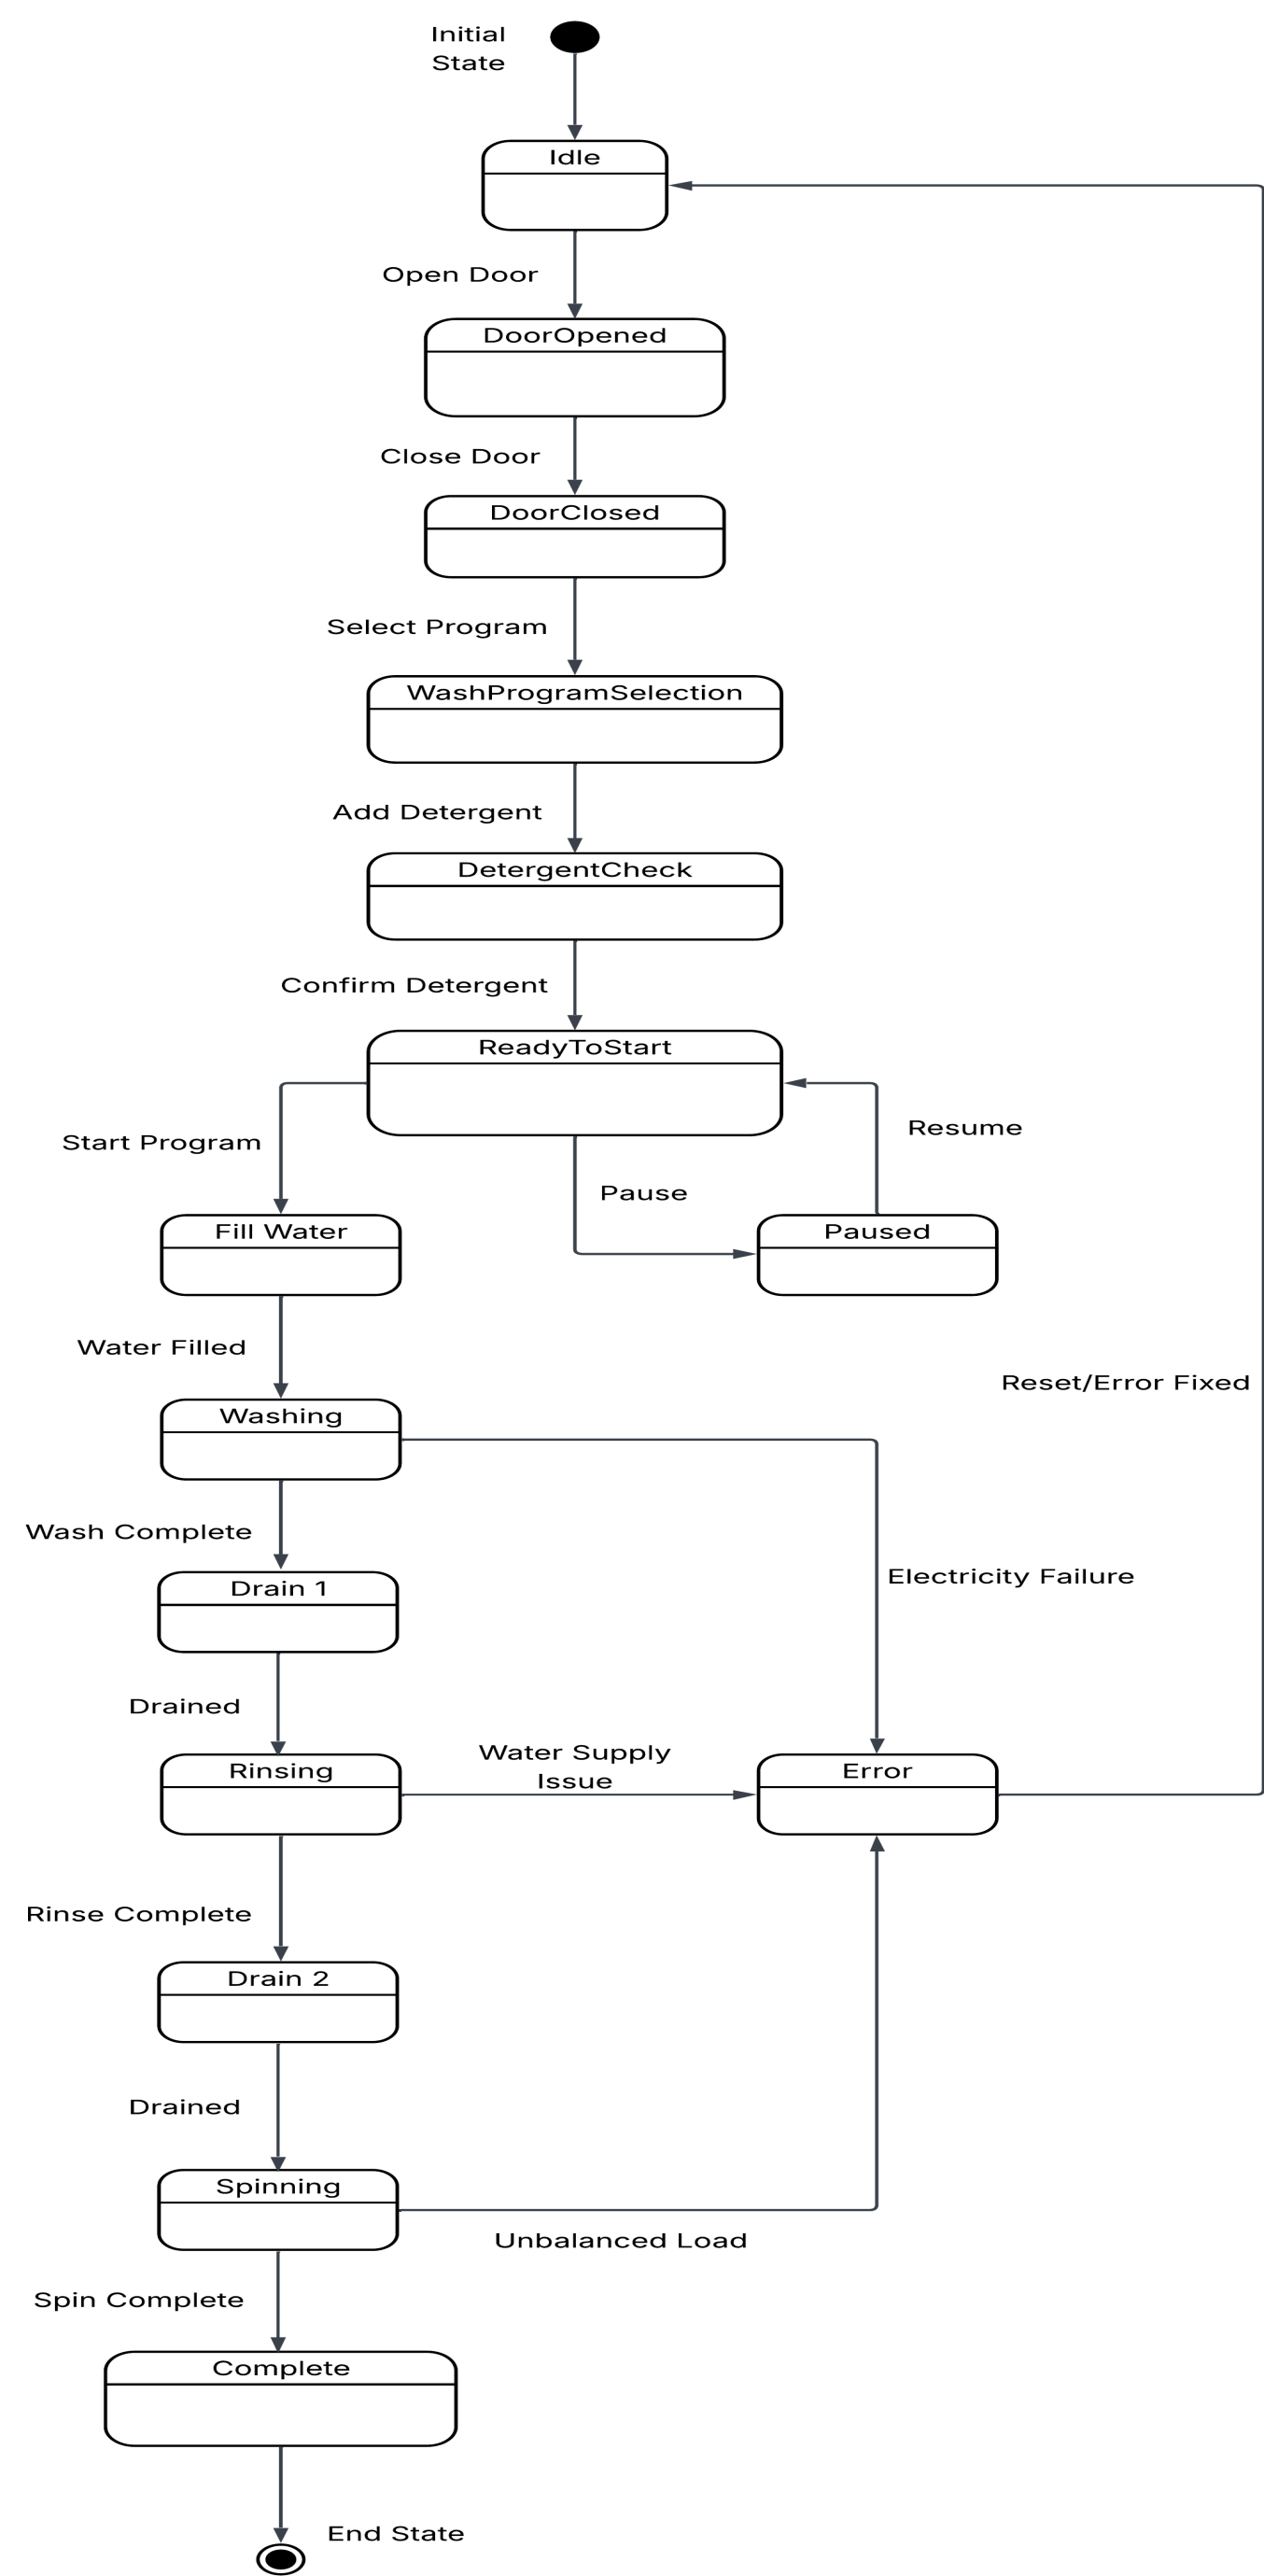 Initial
State
Idle
Open Door
DoorOpened
Close Door
DoorClosed
Select Program
WashProgramSelection
Add Detergent
DetergentCheck
Confirm Detergent
ReadyToStart
Resume
Start Program
Pause
Fill Water
Paused
Water Filled
Reset/Error Fixed
Washing
Wash Complete
Electricity Failure
Drain 1
Drained
Water Supply
Issue
Rinsing
Error
Rinse Complete
Drain 2
Drained
Spinning
Unbalanced Load
Spin Complete
Complete
End State